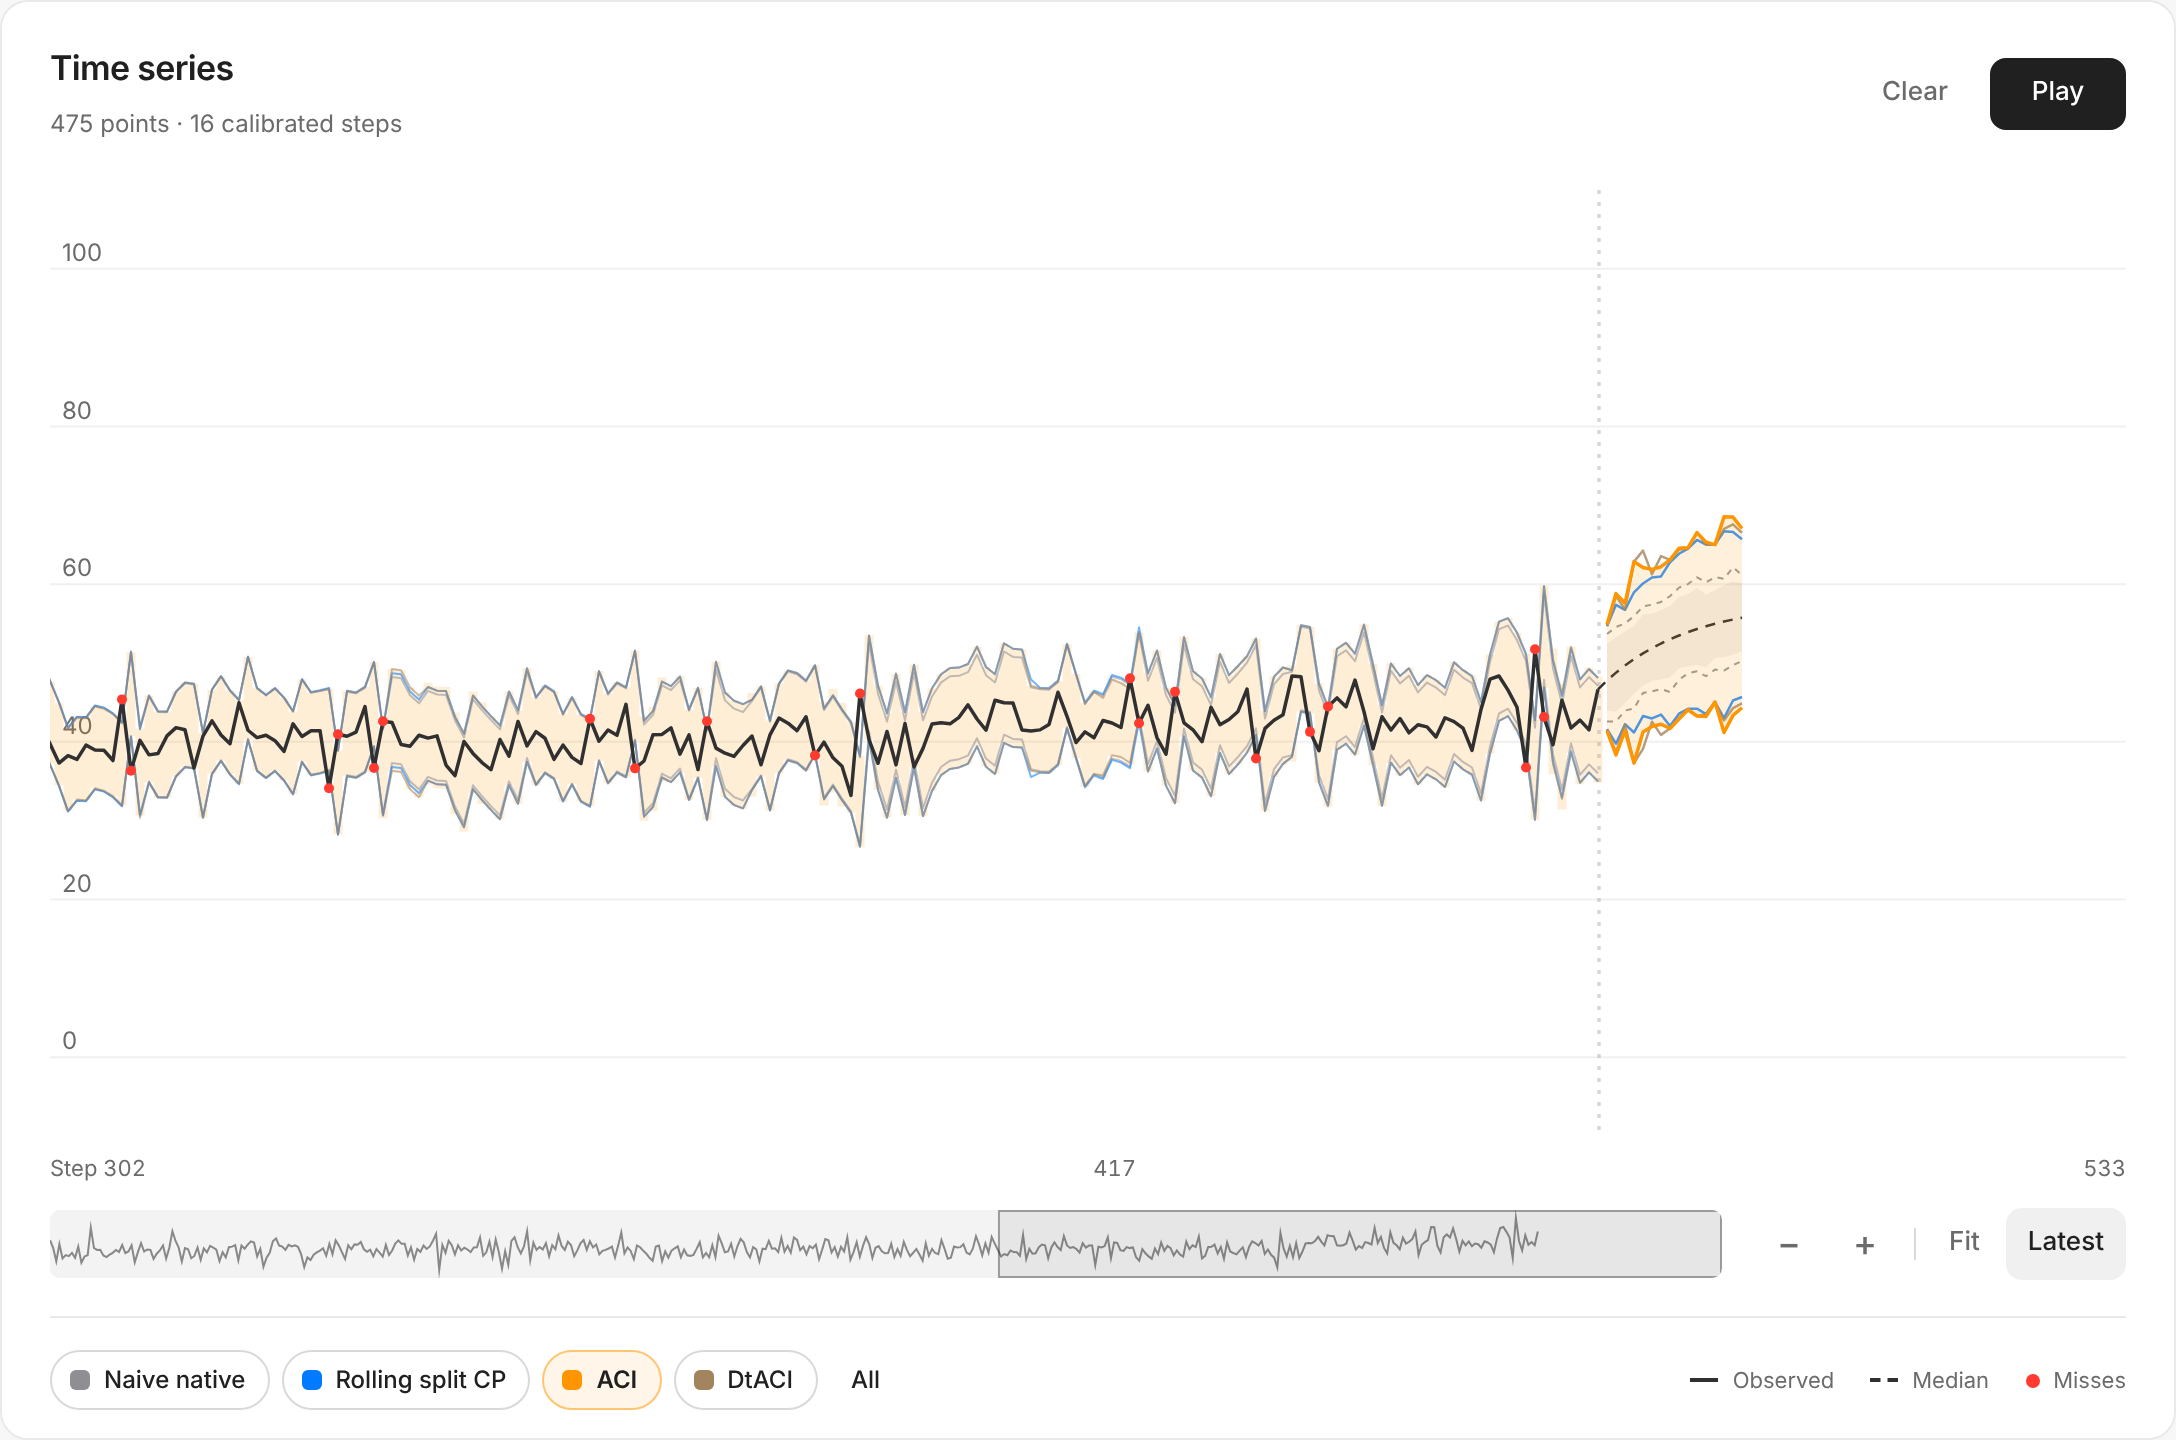 Time series
475 points · 16 calibrated steps
Clear
Play
100
80
60
40
20
0
Step 302
417
533
−
+
Fit
Latest
Naive native
Rolling split CP
ACI
DtACI
All
Observed
Median
Misses